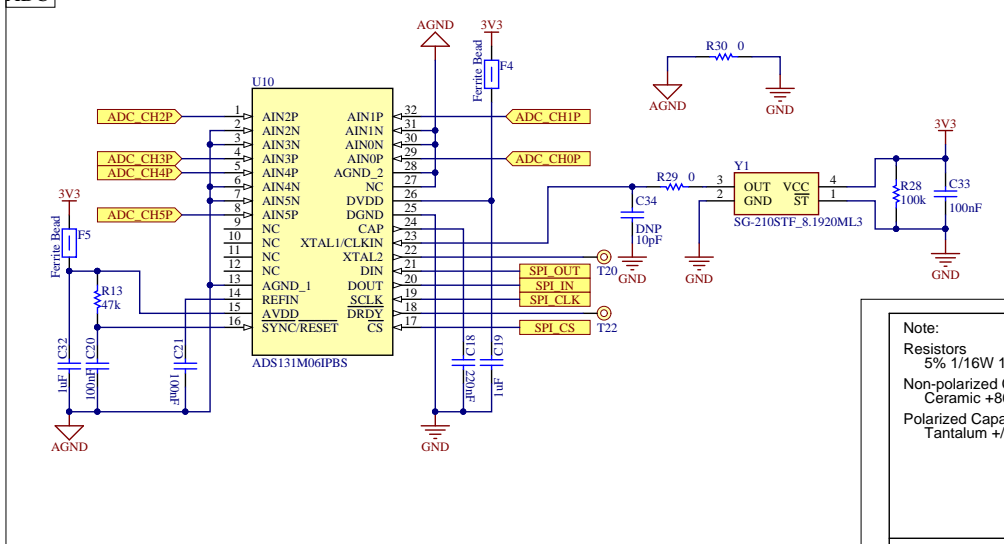 AGND
3V3
R30 0
Ferrite Bead
F4
U10
AGND
GND
ADC_CH2P
1 AIN2P AIN1P 32
ADC_CH1P
2 AIN2N AIN1N 31
3 AIN3N AIN0N 30
ADC_CH3P
4 AIN3P AIN0P 29
ADC_CH0P
ADC_CH4P
5 AIN4P AGND_2 28
6 AIN4N NC 27
7 AIN5N DVDD 26
ADC_CH5P
8 AIN5P DGND 25
9 NC CAP 24
10 NC XTAL1/CLKIN 23
11 NC XTAL2 22
12 NC DIN 21
SPI_OUT
13 AGND_1 DOUT 20
SPI_IN
14 REFIN SCLK 19
SPI_CLK
15 AVDD DRDY 18
16 SYNC/RESET CS 17
SPI_CS
ADS131M06IPBS
T20
T22
3V3
Ferrite Bead
F5
R13
47k
C32
1uF
C20
100nF
C21
100nF
AGND
C18
220nF
C19
1uF
GND
R29 0
C34
DNP
10pF
GND
GND
Y1
3 OUT VCC 4
2 GND ST 1
SG-210STF_8.1920ML3
3V3
R28
100k
C33
100nF
GND
Note:
Resistors
5% 1/16W
Non-polarized
Ceramic
Polarized
Tantalum